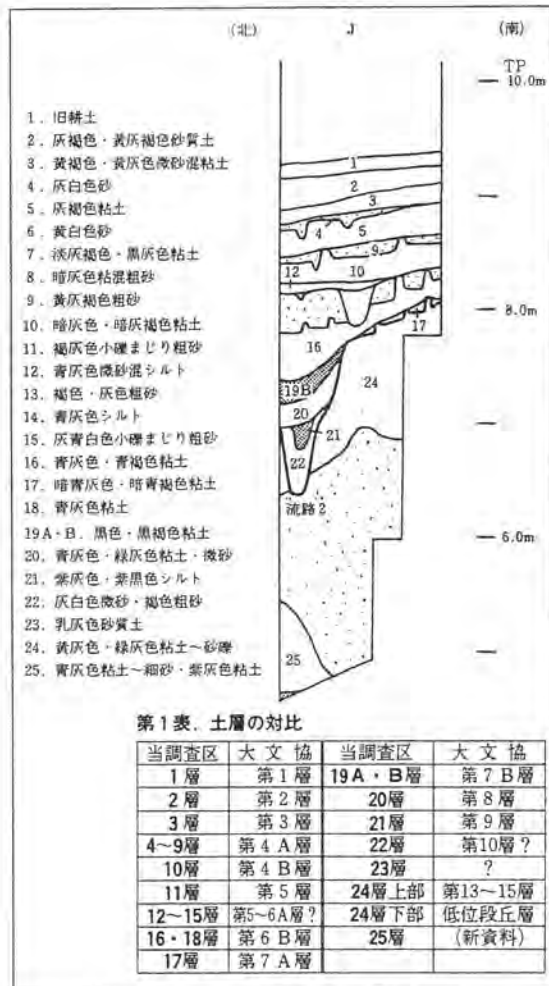 (北) J (南)
TP
10.0m
1. 旧耕土
2. 灰褐色・黄灰褐色砂質土
3. 黄褐色・黄灰色微砂混粘土
4. 灰白色砂
5. 灰褐色粘土
6. 黄白色砂
7. 淡灰褐色・黒灰色粘土
8. 暗灰色粘混粗砂
9. 黄灰褐色粗砂
10. 暗灰色・暗灰褐色粘土
11. 褐灰色小礫まじり粗砂
12. 青灰色微砂混シルト
13. 褐色・灰色粗砂
14. 青灰色シルト
15. 灰青白色小礫まじり粗砂
16. 青灰色・青褐色粘土
17. 暗青灰色・暗青褐色粘土
18. 青灰色粘土
19A・B. 黒色・黒褐色粘土
20. 青灰色・緑灰色粘土・微砂
21. 紫灰色・紫黒色シルト
22. 灰白色微砂・褐色粗砂
23. 乳灰色砂質土
24. 黄灰色・緑灰色粘土～砂礫
25. 青灰色粘土～細砂・紫灰色粘土
1
2
3
4 5
9
12 10
8.0m
17
16
24
19B
20
21
22
流路2
6.0m
25
第1表. 土層の対比
当調査区 大文協 当調査区 大文協
1層 第1層 19A・B層 第7B層
2層 第2層 20層 第8層
3層 第3層 21層 第9層
4～9層 第4A層 22層 第10層?
10層 第4B層 23層 ?
11層 第5層 24層上部 第13～15層
12～15層 第5～6A層? 24層下部 低位段丘層
16・18層 第6B層 25層 (新資料)
17層 第7A層